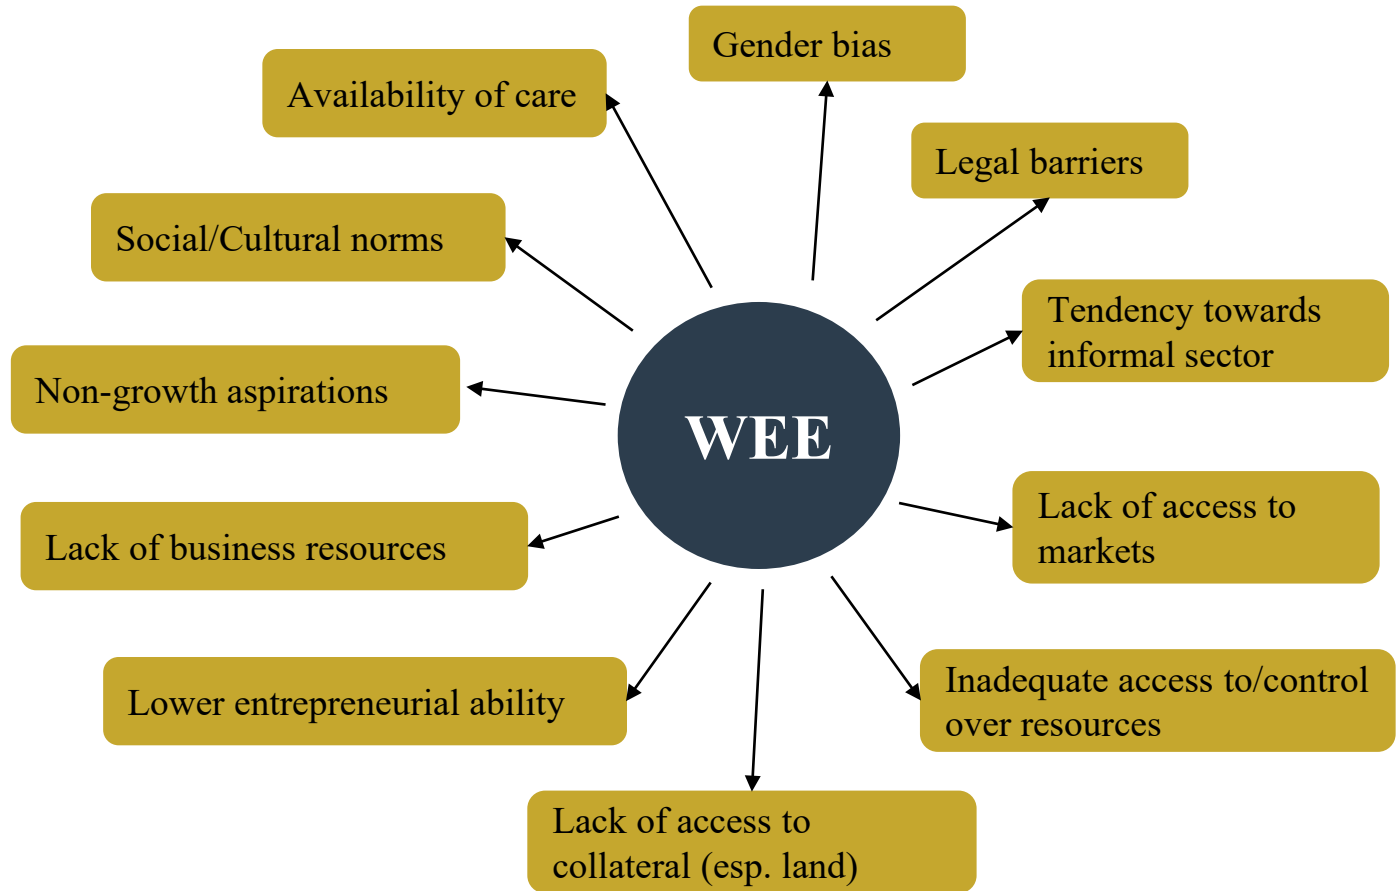 Gender bias
Availability of care
Legal barriers
Social/Cultural norms
Tendency towards
informal sector
Non-growth aspirations
WEE
Lack of access to
markets
Lack of business resources
Inadequate access to/control
over resources
Lower entrepreneurial ability
Lack of access to
collateral (esp. land)